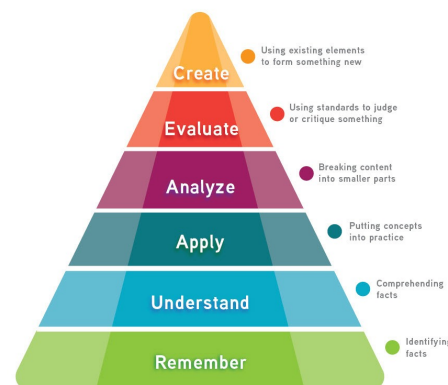 Create
Using existing elements
to form something new
Evaluate
Using standards to judge
or critique something
Analyze
Breaking content
into smaller parts
Apply
Putting concepts
into practice
Understand
Comprehending
facts
Remember
Identifying
facts